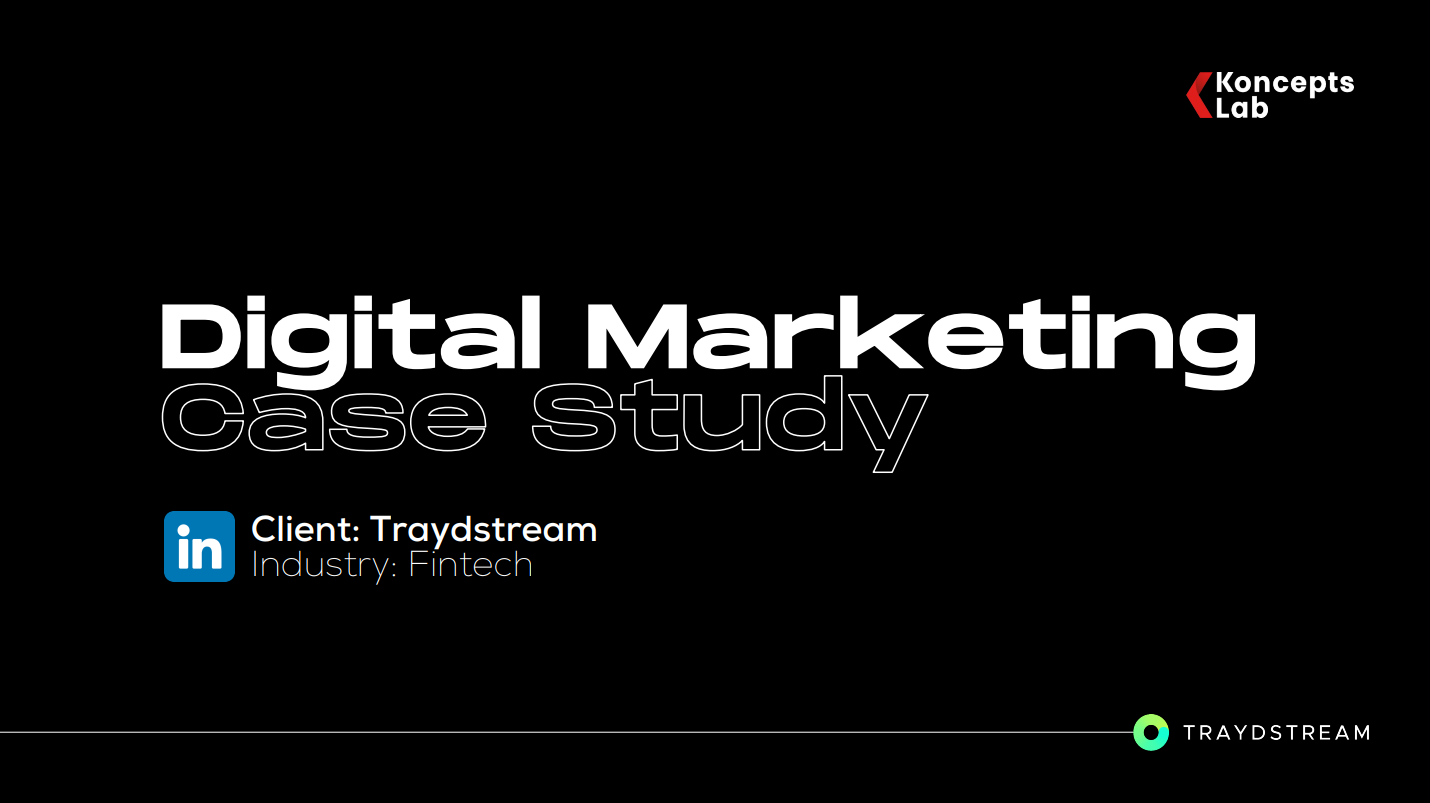 Koncepts
Lab
Digital Marketing
Case Study
in
Client: Traydstream
Industry: Fintech
TRAYDSTREAM